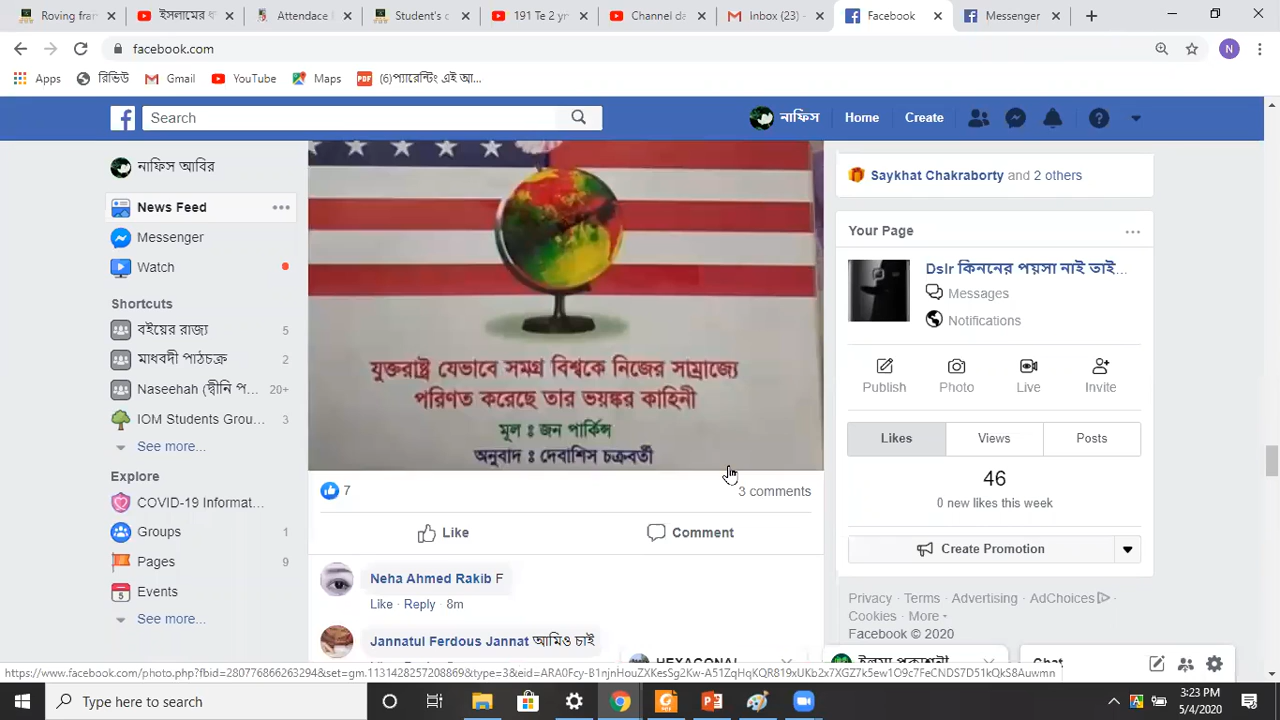 Roving fran
ইসলামের ধ
Attendace
Student's c
191 Te 2 yr
Channel da
Inbox (23) -
Facebook
Messenger
facebook.com
N
Apps
রিভিউ
Gmail
YouTube
Maps
(6)প্যারেন্টিং এই আ...
Search
নাফিস
Home
Create
নাফিস আবির
News Feed
Messenger
Watch
Shortcuts
বইয়ের রাজ্য 5
মাধবদী পাঠচক্র 2
Naseehah (দ্বীনি প... 20+
IOM Students Grou... 3
See more...
Explore
COVID-19 Informat...
Groups 1
Pages 9
Events
See more...
যুক্তরাষ্ট্র যেভাবে সমগ্র বিশ্বকে নিজের সাম্রাজ্যে
পরিণত করেছে তার ভয়ঙ্কর কাহিনী
মূল : জন পার্কিন্স
অনুবাদ : দেবাশিস চক্রবর্তী
7
3 comments
Like
Comment
Neha Ahmed Rakib F
Like · Reply · 8m
Jannatul Ferdous Jannat আমিও চাই
Saykhat Chakraborty and 2 others
Your Page
Dslr কিননের পয়সা নাই তাই...
Messages
Notifications
Publish
Photo
Live
Invite
Likes
Views
Posts
46
0 new likes this week
Create Promotion
Privacy · Terms · Advertising · AdChoices
Cookies · More
Facebook © 2020
HEXAGONAL
Chat
Type here to search
3:23 PM
5/4/2020